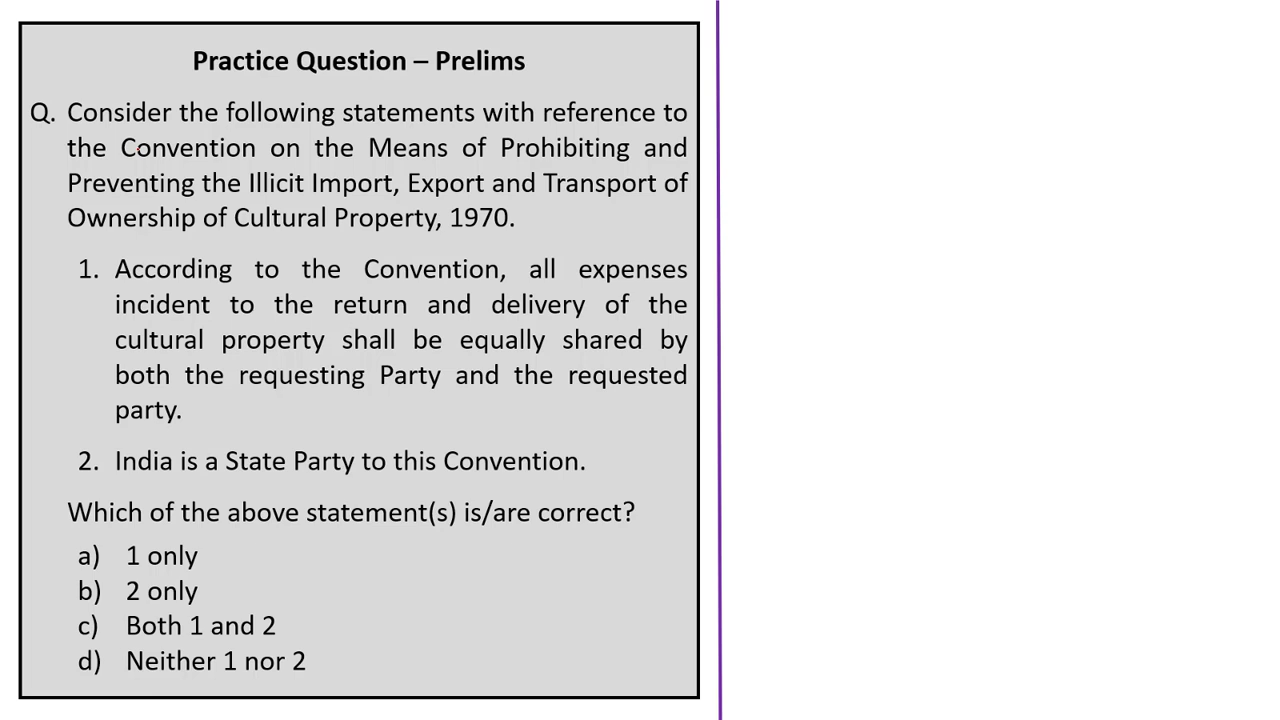 Practice Question – Prelims
Q. Consider the following statements with reference to
the Convention on the Means of Prohibiting and
Preventing the Illicit Import, Export and Transport of
Ownership of Cultural Property, 1970.
1. According to the Convention, all expenses
incident to the return and delivery of the
cultural property shall be equally shared by
both the requesting Party and the requested
party.
2. India is a State Party to this Convention.
Which of the above statement(s) is/are correct?
a) 1 only
b) 2 only
c) Both 1 and 2
d) Neither 1 nor 2